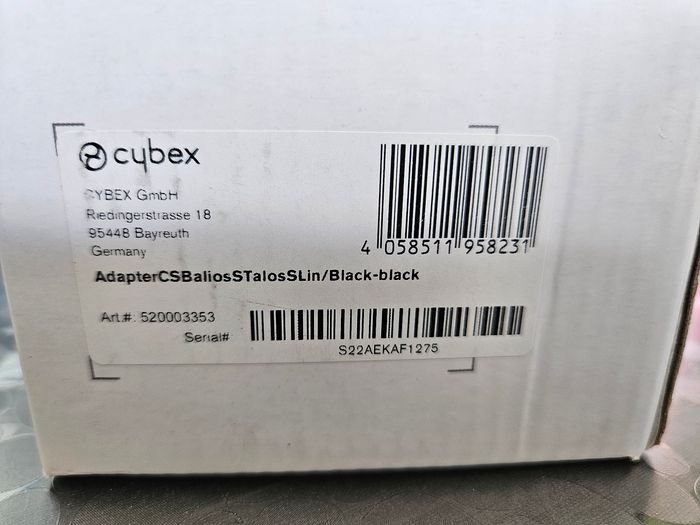 cybex
CYBEX GmbH
Riedingerstrasse 18
95448 Bayreuth
Germany
4 058511 958231
AdapterCSBaliosSTalosSLin/Black-black
Art.#: 520003353
Serial#
S22AEKAF1275